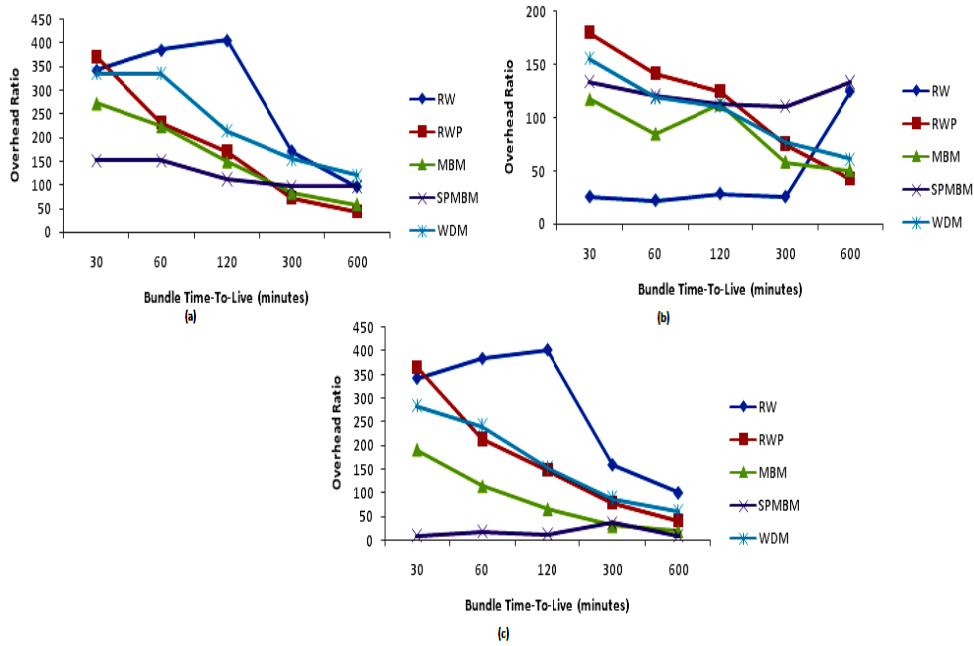 450
400
350
300
250
200
150
100
50
0
Overhead Ratio
30 60 120 300 600
Bundle Time-To-Live (minutes)
(a)
RW
RWP
MBM
SPMBM
WDM
200
150
100
50
0
Overhead Ratio
30 60 120 300 600
Bundle Time-To-Live (minutes)
(b)
RW
RWP
MBM
SPMBM
WDM
450
400
350
300
250
200
150
100
50
0
Overhead Ratio
30 60 120 300 600
Bundle Time-To-Live (minutes)
(c)
RW
RWP
MBM
SPMBM
WDM